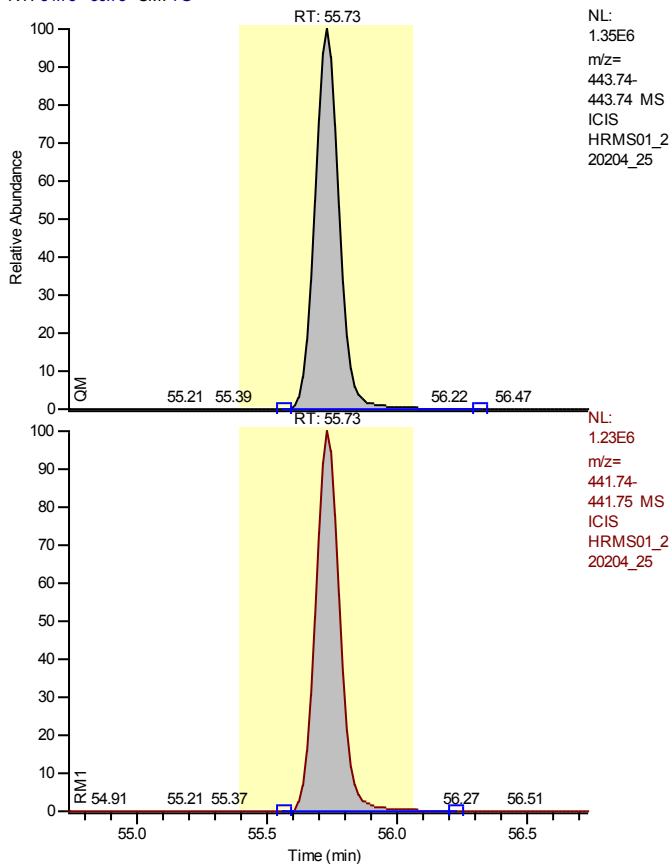 RT: 55.73
NL:
1.35E6
m/z=
443.74-
443.74 MS
ICIS
HRMS01_2
20204_25
100
90
80
70
60
50
40
30
20
10
0
Relative Abundance
QM
55.21 55.39 56.22 56.47
RT: 55.73
NL:
1.23E6
m/z=
441.74-
441.75 MS
ICIS
HRMS01_2
20204_25
100
90
80
70
60
50
40
30
20
10
0
RM1
54.91 55.21 55.37 56.27 56.51
55.0 55.5 56.0 56.5
Time (min)